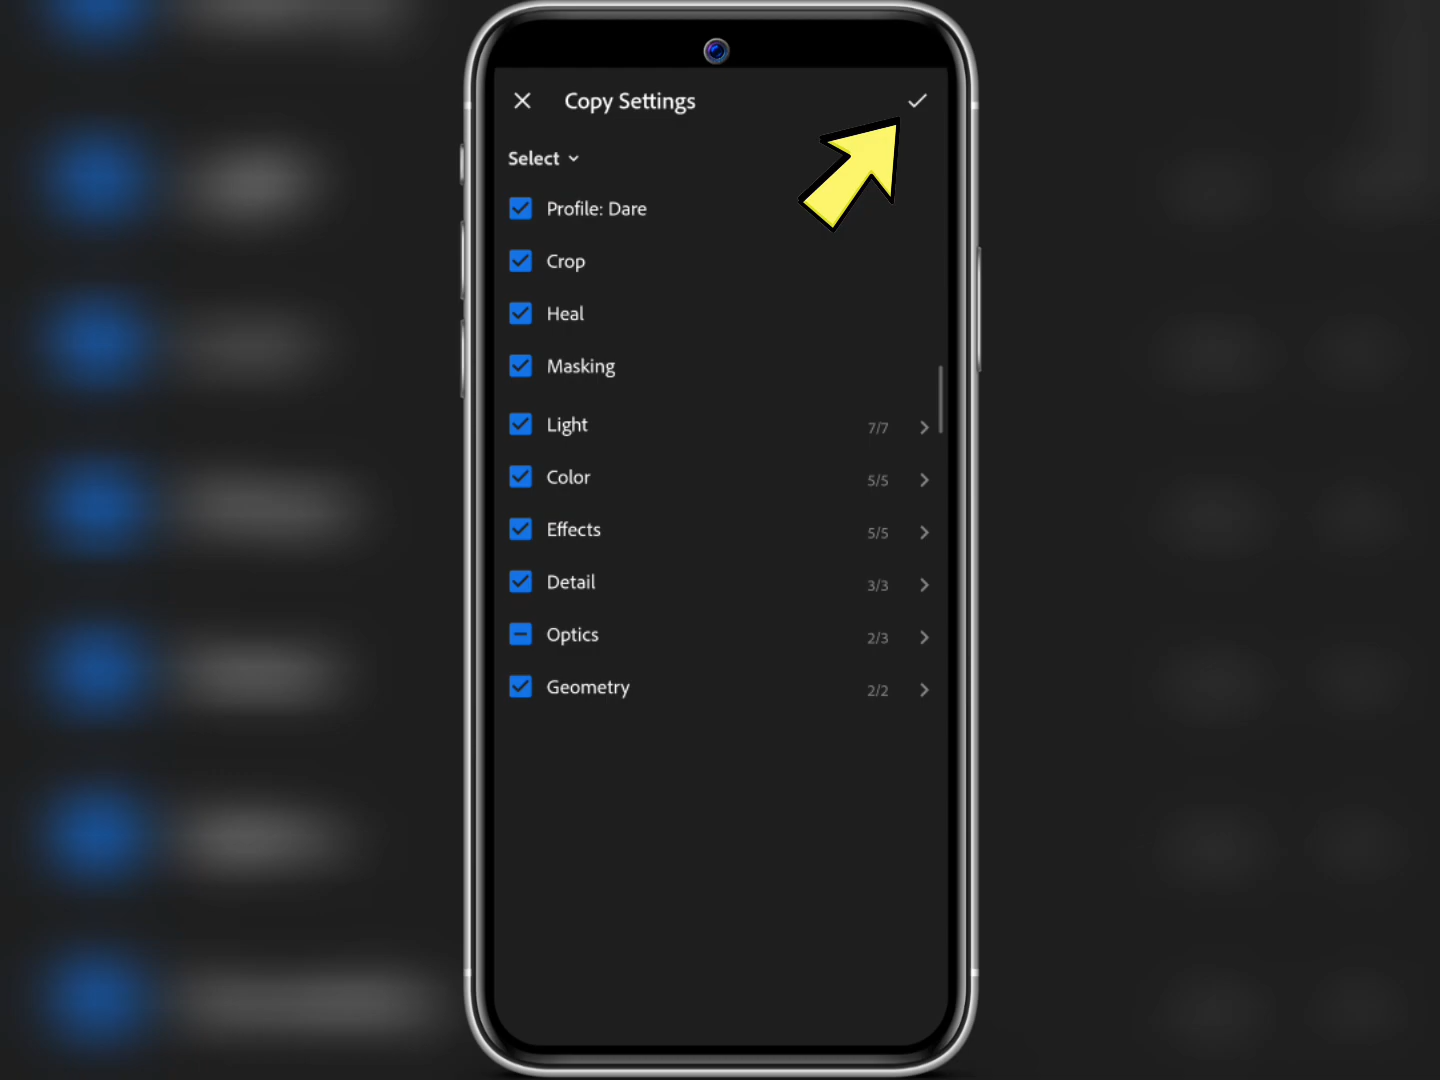 Copy Settings
Select
Profile: Dare
Crop
Heal
Masking
Light 7/7
Color 5/5
Effects 5/5
Detail 3/3
Optics 2/3
Geometry 2/2